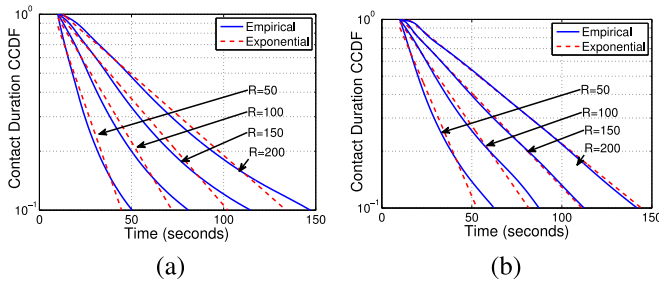 10^0
Contact Duration CCDF
10^-1
Empirical
Exponential
R=50
R=100
R=150
R=200
0
50
100
150
Time (seconds)
(a)
10^0
Contact Duration CCDF
10^-1
Empirical
Exponential
R=50
R=100
R=150
R=200
0
50
100
150
Time (seconds)
(b)